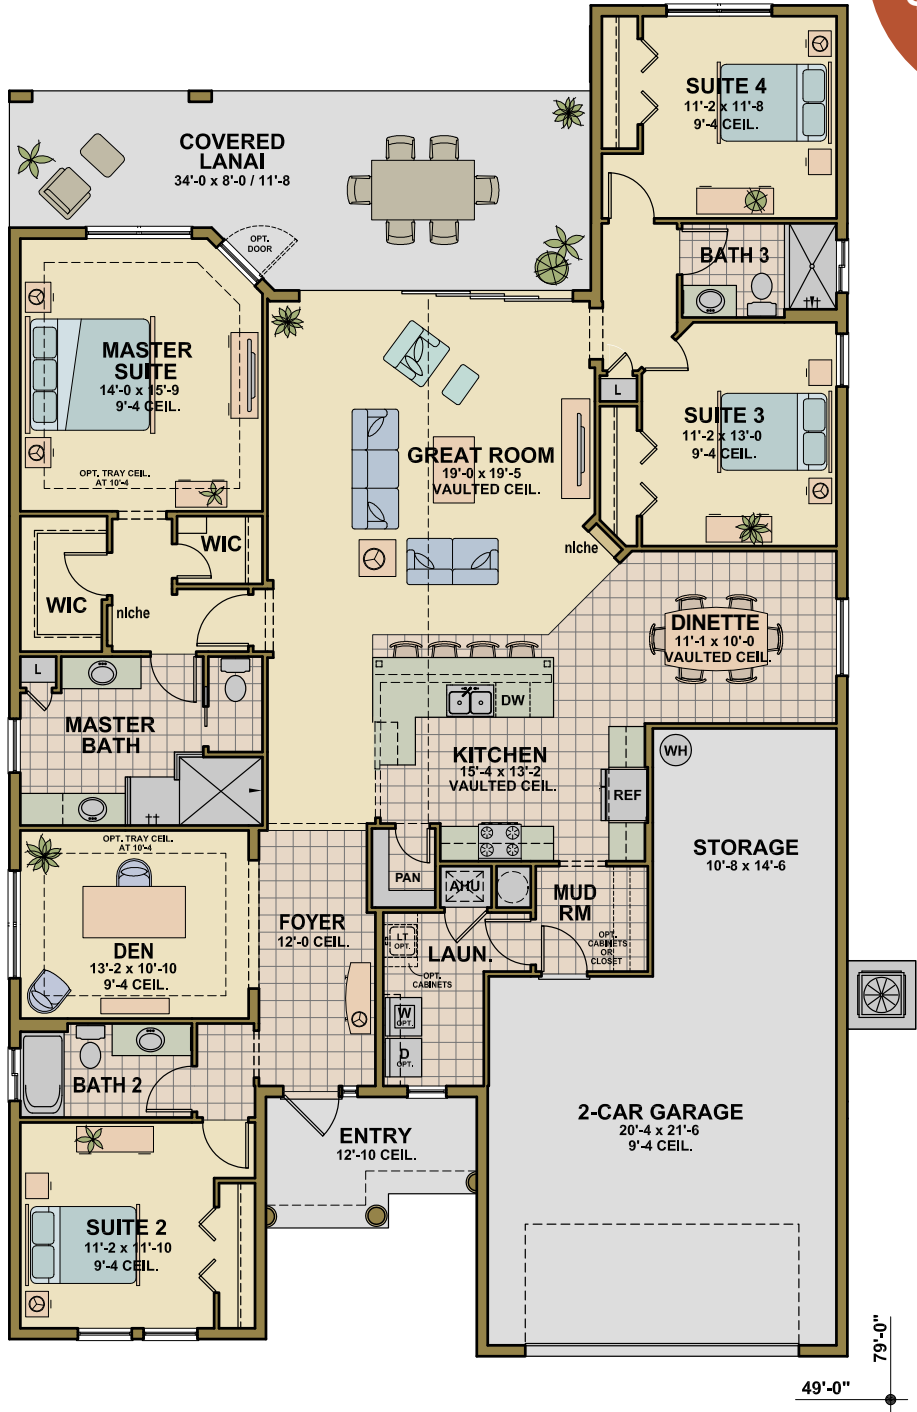 SUITE 4
11'-2 x 11'-8
9'-4 CEIL.
COVERED
LANAI
34'-0 x 8'-0 / 11'-8
OPT.
DOOR
BATH 3
MASTER
SUITE
14'-0 x 15'-9
9'-4 CEIL.
OPT. TRAY CEIL.
AT 10'-4
L
SUITE 3
11'-2 x 13'-0
9'-4 CEIL.
GREAT ROOM
19'-0 x 19'-5
VAULTED CEIL.
niche
WIC
WIC
niche
DINETTE
11'-1 x 10'-0
VAULTED CEIL.
L
MASTER
BATH
DW
KITCHEN
15'-4 x 13'-2
VAULTED CEIL.
REF
WH
STORAGE
10'-8 x 14'-6
OPT. TRAY CEIL.
AT 10'-4
DEN
13'-2 x 10'-10
9'-4 CEIL.
FOYER
12'-0 CEIL.
PAN
AHU
MUD
RM
OPT.
CABINETS
OR
CLOSET
LT
OPT.
LAUN.
OPT.
CABINETS
W
OPT.
D
OPT.
BATH 2
2-CAR GARAGE
20'-4 x 21'-6
9'-4 CEIL.
ENTRY
12'-10 CEIL.
SUITE 2
11'-2 x 11'-10
9'-4 CEIL.
79'-0"
49'-0"